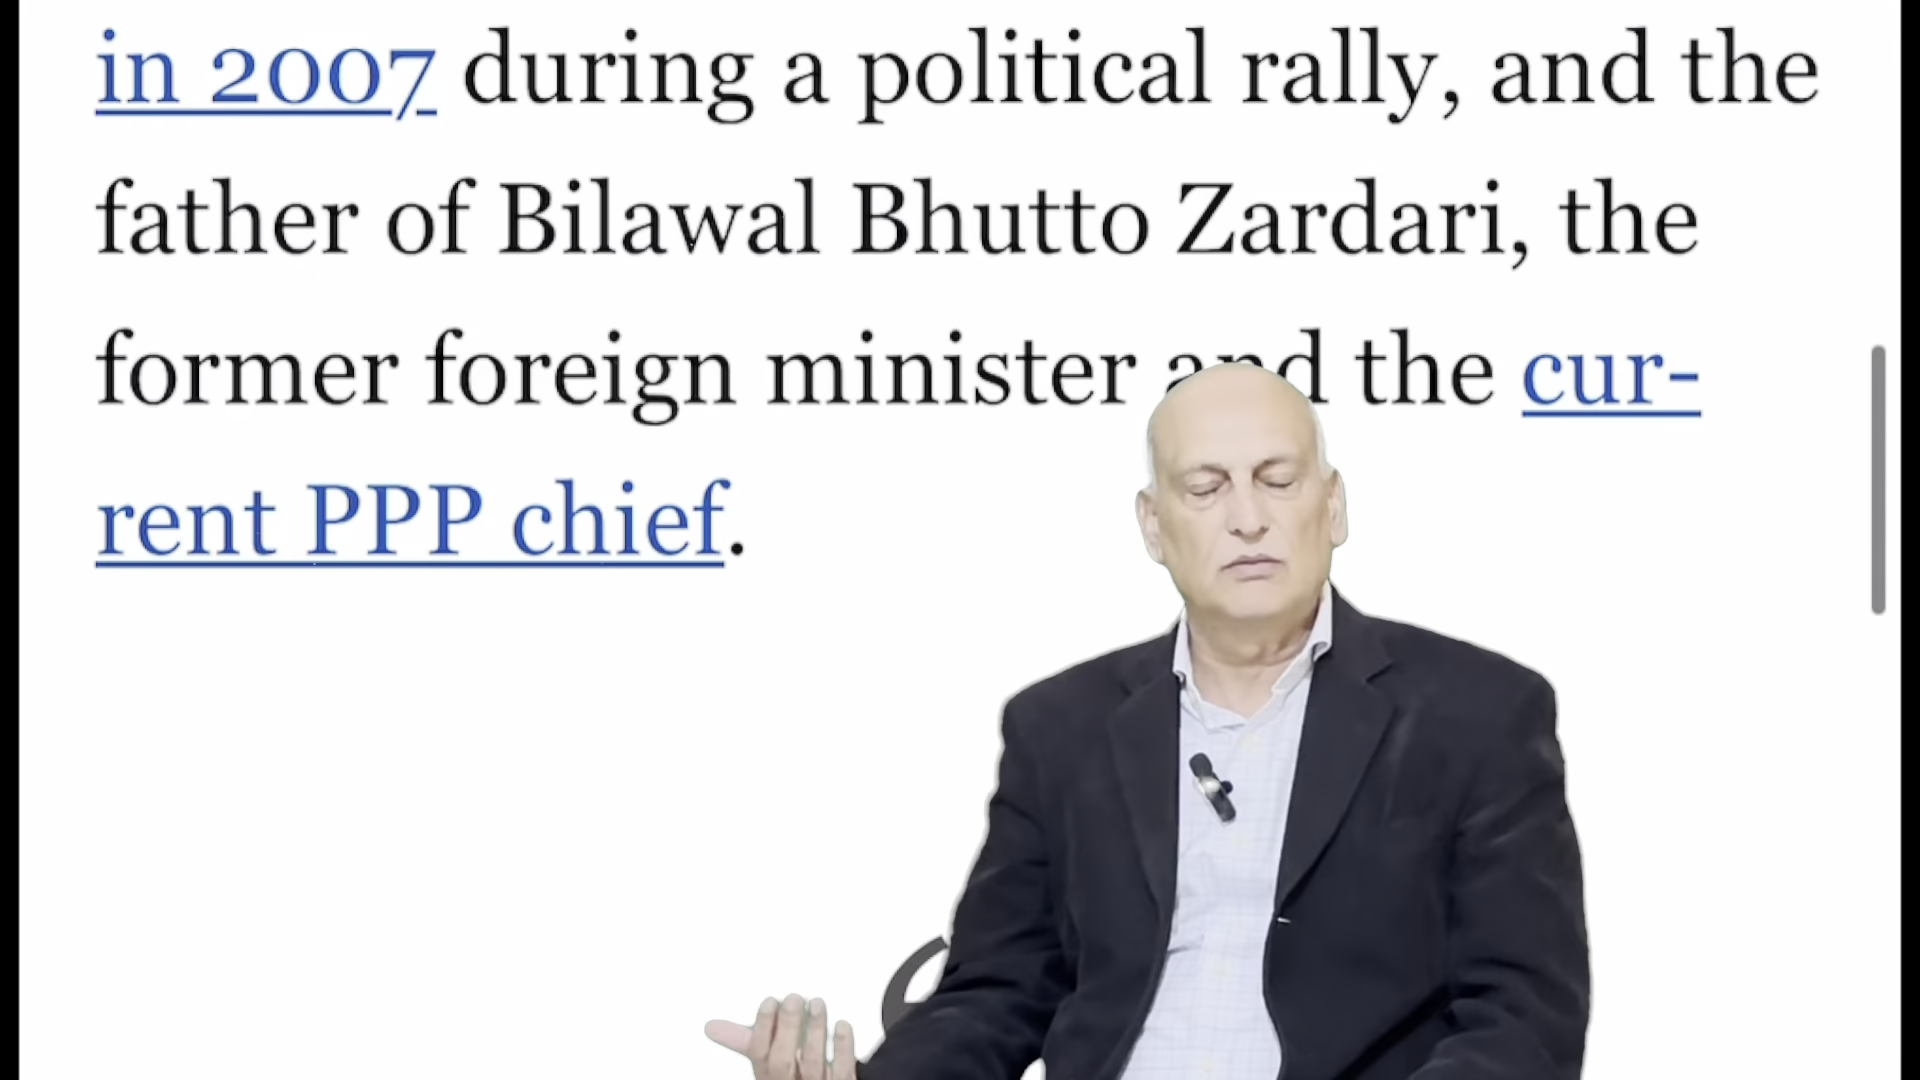 in 2007 during a political rally, and the
father of Bilawal Bhutto Zardari, the
former foreign minister and the cur-
rent PPP chief.